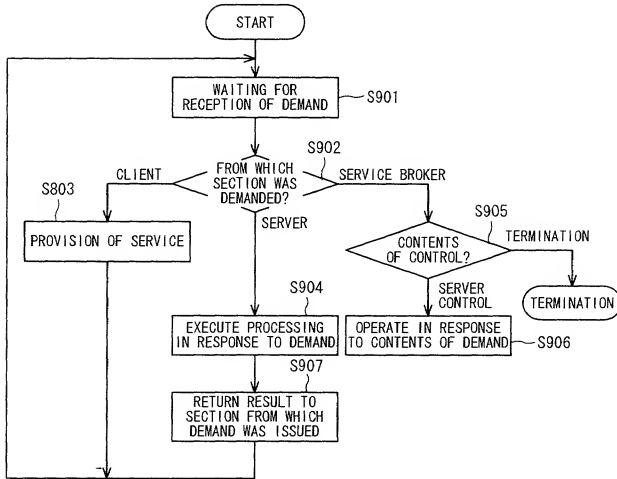 START
WAITING FOR
RECEPTION OF DEMAND
S901
S902
FROM WHICH
SECTION WAS
DEMANDED?
CLIENT
SERVICE BROKER
SERVER
S803
PROVISION OF SERVICE
S905
CONTENTS
OF CONTROL?
TERMINATION
TERMINATION
SERVER
CONTROL
S904
EXECUTE PROCESSING
IN RESPONSE TO DEMAND
OPERATE IN RESPONSE
TO CONTENTS OF DEMAND
S906
S907
RETURN RESULT TO
SECTION FROM WHICH
DEMAND WAS ISSUED